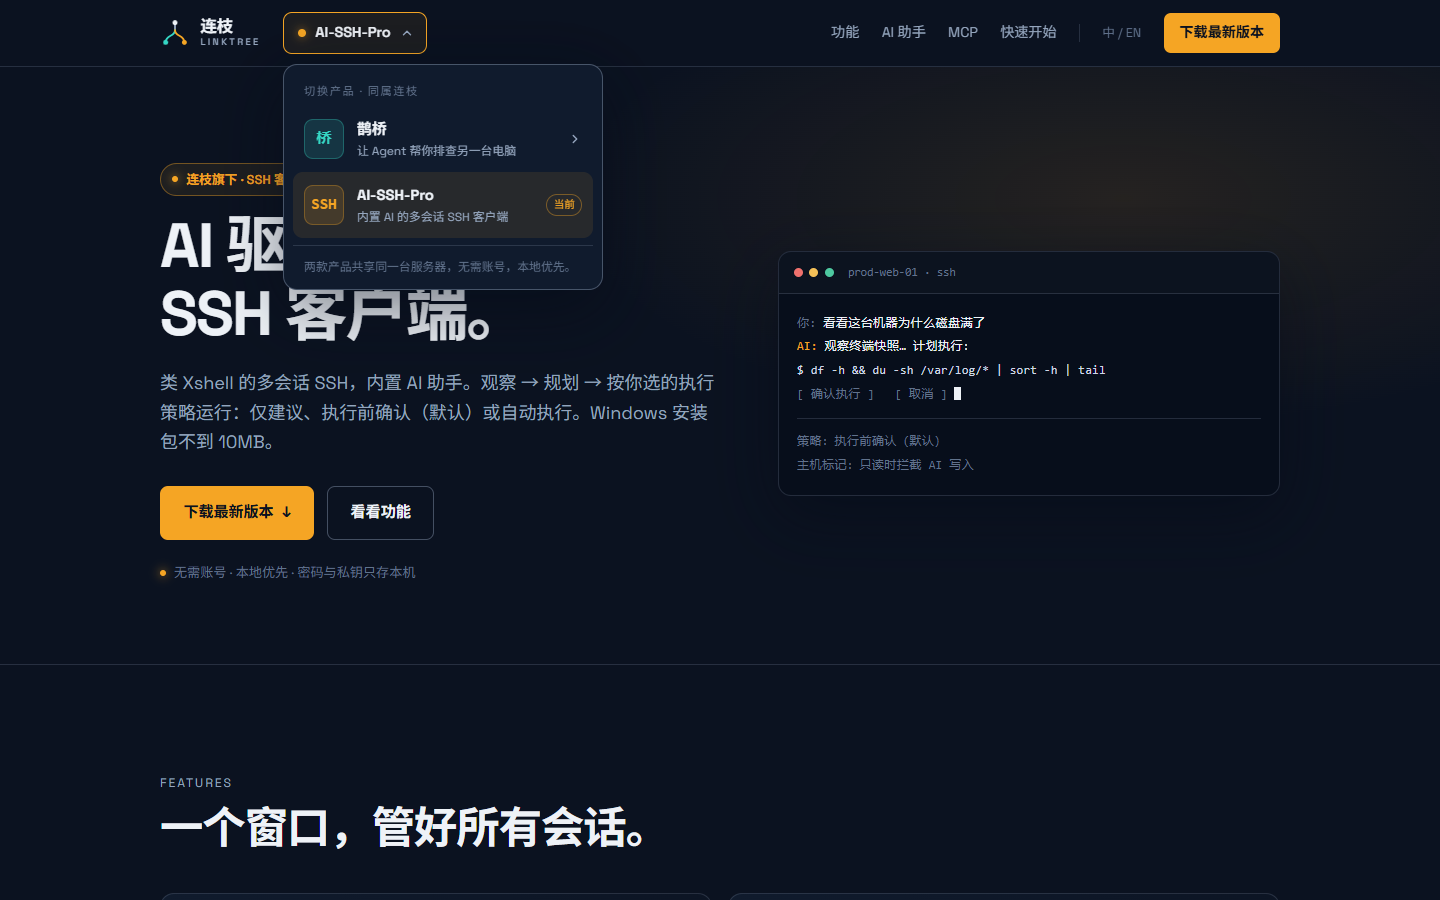 连枝
LINKTREE
AI-SSH-Pro
功能
AI 助手
MCP
快速开始
中 / EN
下载最新版本
切换产品 · 同属连枝
桥
鹊桥
让 Agent 帮你排查另一台电脑
SSH
AI-SSH-Pro
内置 AI 的多会话 SSH 客户端
当前
两款产品共享同一台服务器，无需账号，本地优先。
连枝旗下 · SSH
AI 驱
SSH 客户端。
类 Xshell 的多会话 SSH，内置 AI 助手。观察 → 规划 → 按你选的执行
策略运行：仅建议、执行前确认（默认）或自动执行。Windows 安装
包不到 10MB。
下载最新版本 ↓
看看功能
无需账号 · 本地优先 · 密码与私钥只存本机
prod-web-01 · ssh
你: 看看这台机器为什么磁盘满了
AI: 观察终端快照… 计划执行:
$ df -h && du -sh /var/log/* | sort -h | tail
[ 确认执行 ] [ 取消 ]
策略: 执行前确认 (默认)
主机标记: 只读时拦截 AI 写入
FEATURES
一个窗口，管好所有会话。